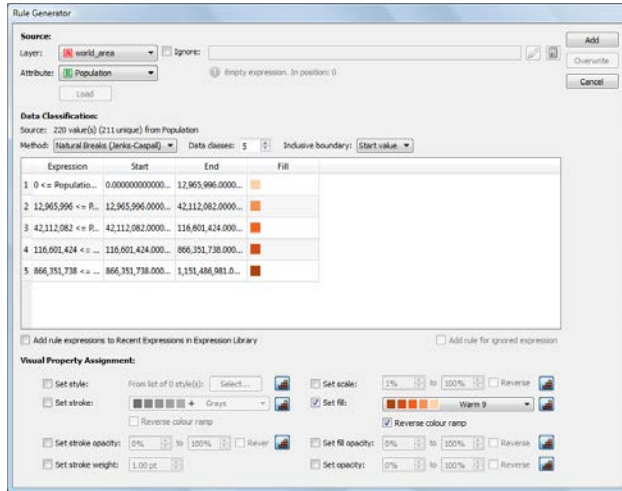 Rule Generator
Source:
Layer: [A] world_area Ignore: Add
Empty expression. In position: 0 Overwrite
Attribute: [R] Population Cancel
Load
Data Classification:
Source: 220 value(s) (211 unique) from Population
Method: Natural Breaks (Jenks-Caspall) Data classes: 5 Inclusive boundary: Start value
Expression Start End Fill
1 0 <= Populatio... 0.000000000000... 12,965,996.0000...
2 12,965,996 <= P... 12,965,996.0000... 42,112,082.0000...
3 42,112,082 <= P... 42,112,082.0000... 116,601,424.000...
4 116,601,424 <= ... 116,601,424.000... 866,351,738.000...
5 866,351,738 <= ... 866,351,738.000... 1,151,486,981.0...
Add rule expressions to Recent Expressions in Expression Library Add rule for ignored expression
Visual Property Assignment:
Set style: From list of 0 style(s): Select... Set scale: 1% to 100% Reverse
Set stroke: Grays Set fill: Warm 9
Reverse colour ramp Reverse colour ramp
Set stroke opacity: 0% to 100% Rever Set fill opacity: 0% to 100% Reverse
Set stroke weight: 1.00 pt Set opacity: 0% to 100% Reverse